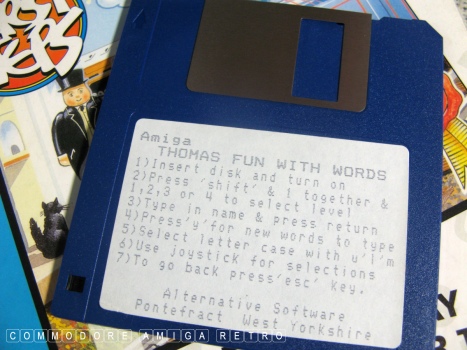 Amiga
THOMAS FUN WITH WORDS
1)Insert disk and turn on
2)Press 'shift' & 1 together &
1,2,3 or 4 to select level
3)Type in name & press return
4)Press'y'for new words to type
5)Select letter case with u'l'm
6)Use joystick for selections
7)To go back press'esc' key.
Alternative Software
Pontefract West Yorkshire
COMMODORE AMIGA RETRO